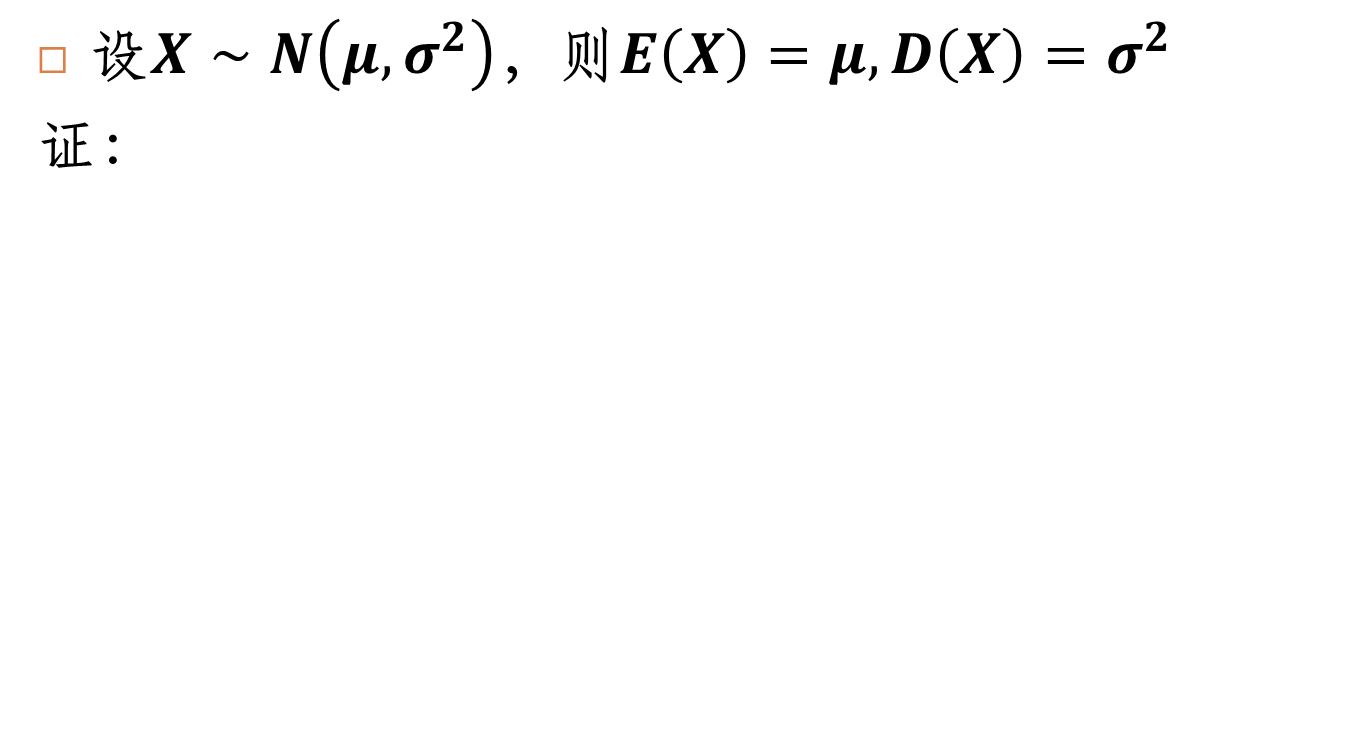 □ 设X ~ N(μ, σ²)，则E(X) = μ, D(X) = σ²
证：